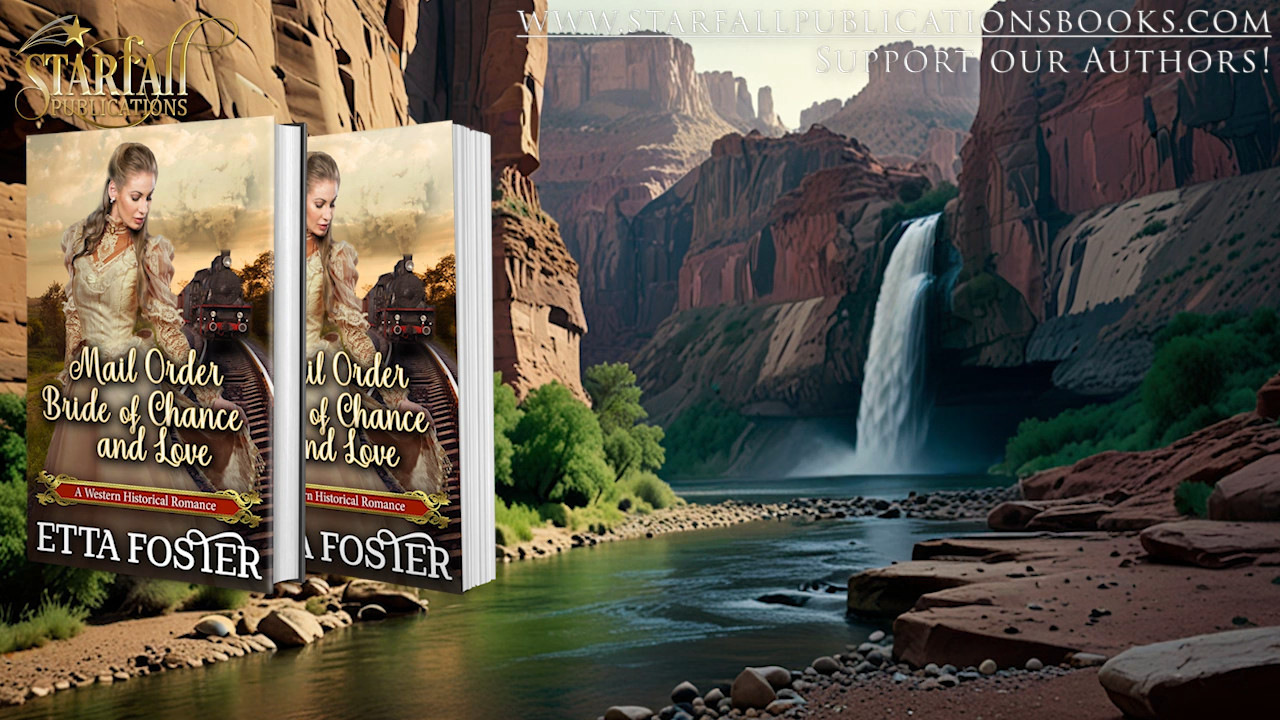 STARfall
PUBLICATIONS
WWW.STARFALLPUBLICATIONSBOOKS.COM
SUPPORT OUR AUTHORS!
Mail Order
Bride of Chance
and Love
A Western Historical Romance
ETTA FOSTER
il Order
of Chance
nd Love
rn Historical Romance
A FOSTER